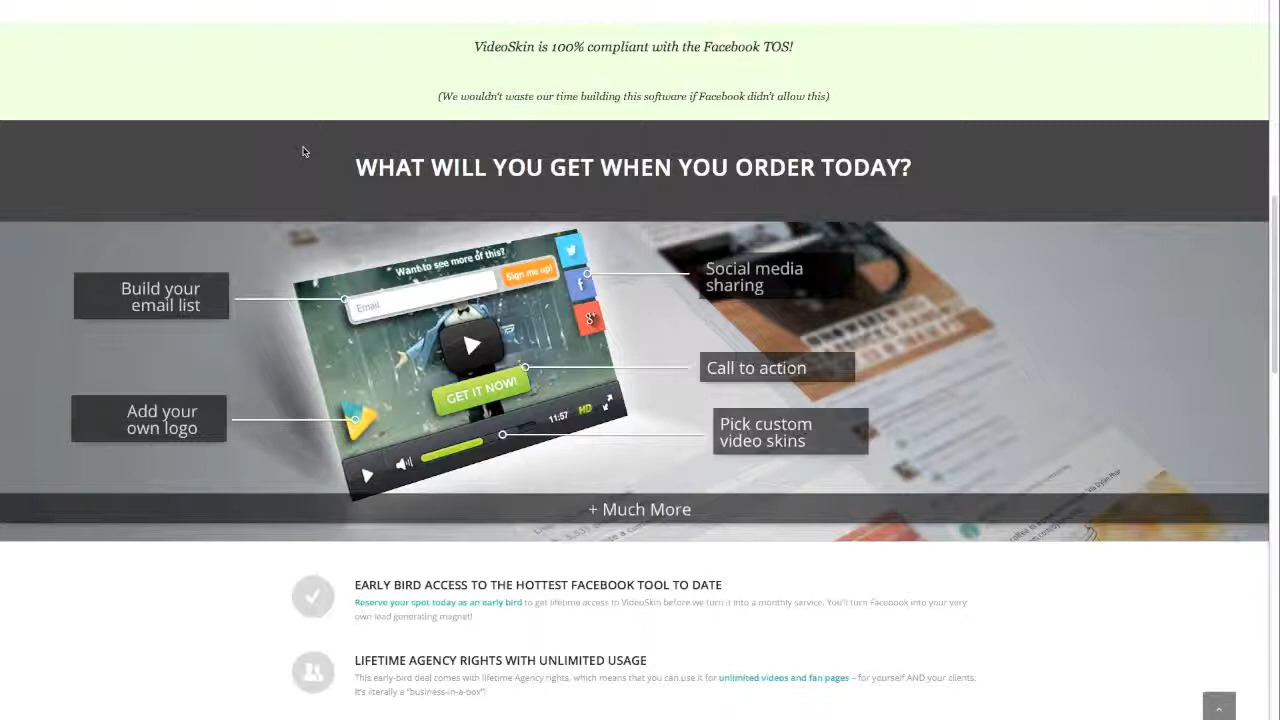 VideoSkin is 100% compliant with the Facebook TOS!
(We wouldn't waste our time building this software if Facebook didn't allow this)
WHAT WILL YOU GET WHEN YOU ORDER TODAY?
Want to see more of this?
Email
Sign me up!
Build your
email list
Social media
sharing
Call to action
GET IT NOW!
Add your
own logo
11:57 HD
Pick custom
video skins
+ Much More
EARLY BIRD ACCESS TO THE HOTTEST FACEBOOK TOOL TO DATE
Reserve your spot today as an early bird to get lifetime access to VideoSkin before we turn it into a monthly service. You'll turn Facebook into your very
own lead generating magnet!
LIFETIME AGENCY RIGHTS WITH UNLIMITED USAGE
This early-bird deal comes with lifetime Agency rights, which means that you can use it for unlimited videos and fan pages – for yourself AND your clients.
It's literally a "business-in-a-box"!